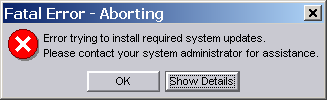 Fatal Error - Aborting
Error trying to install required system updates.
Please contact your system administrator for assistance.
OK Show Details